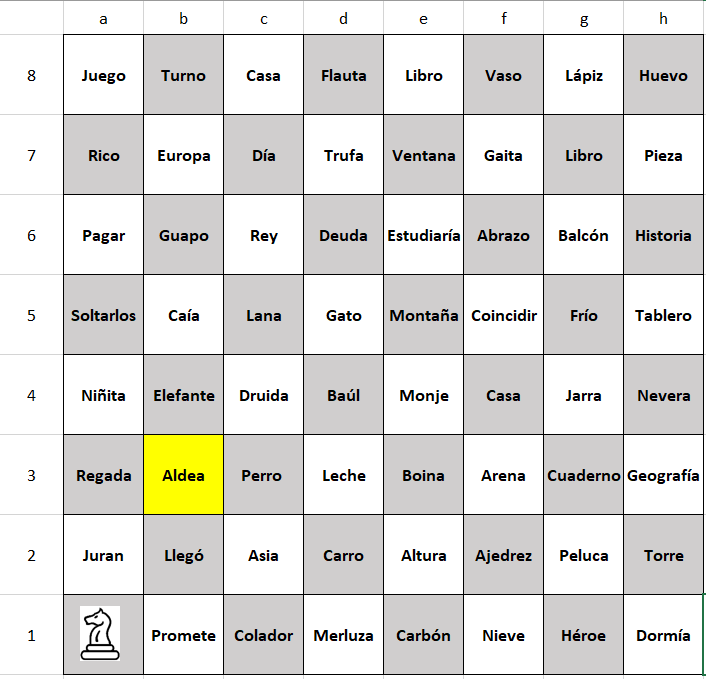 a b c d e f g h
8 Juego Turno Casa Flauta Libro Vaso Lápiz Huevo
7 Rico Europa Día Trufa Ventana Gaita Libro Pieza
6 Pagar Guapo Rey Deuda Estudiaría Abrazo Balcón Historia
5 Soltarlos Caía Lana Gato Montaña Coincidir Frío Tablero
4 Niñita Elefante Druida Baúl Monje Casa Jarra Nevera
3 Regada Aldea Perro Leche Boina Arena Cuaderno Geografía
2 Juran Llegó Asia Carro Altura Ajedrez Peluca Torre
1 Promete Colador Merluza Carbón Nieve Héroe Dormía